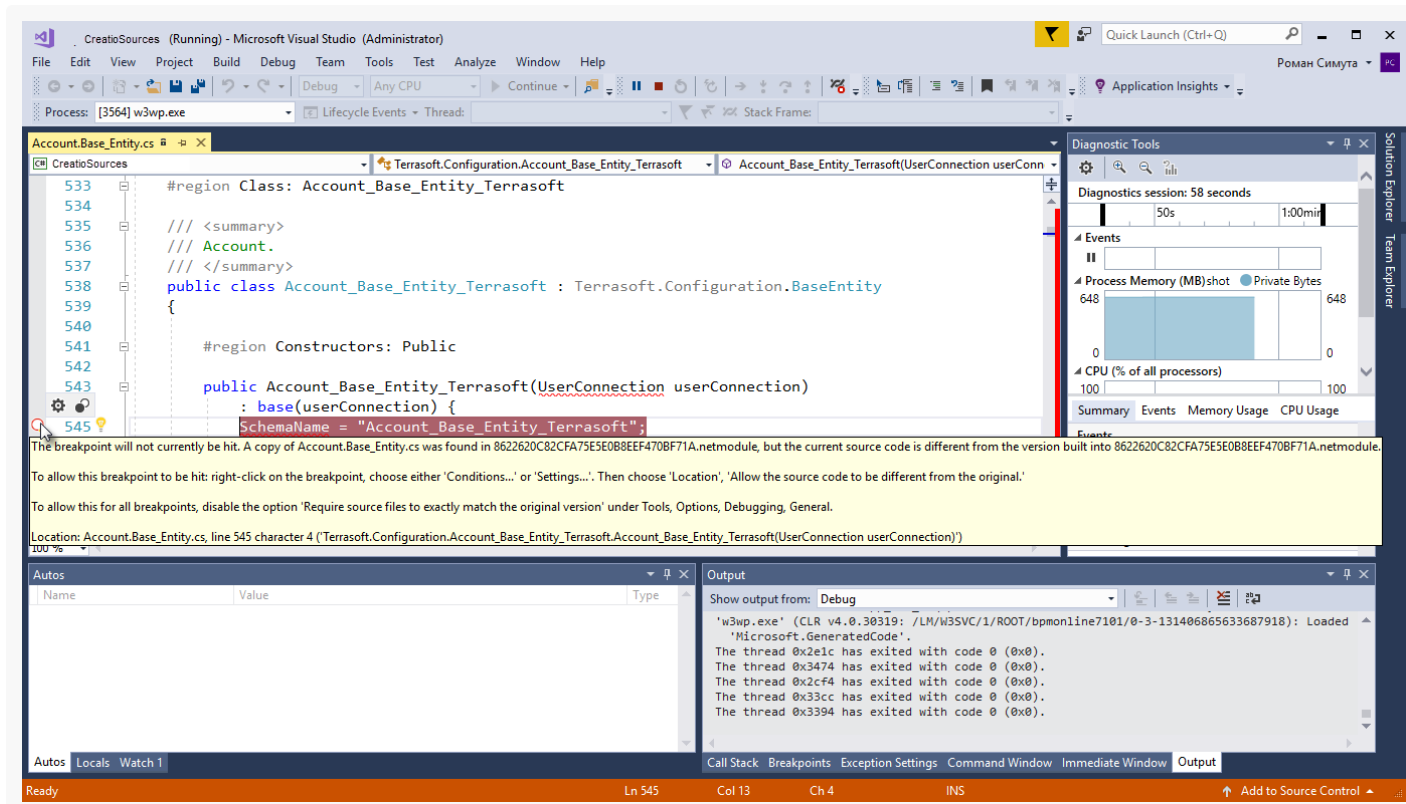 CreatioSources (Running) - Microsoft Visual Studio (Administrator)
Quick Launch (Ctrl+Q)
File Edit View Project Build Debug Team Tools Test Analyze Window Help
Роман Симута
РС
Debug Any CPU Continue Application Insights
Process: [3564] w3wp.exe Lifecycle Events Thread: Stack Frame:
Account.Base_Entity.cs
C# CreatioSources Terrasoft.Configuration.Account_Base_Entity_Terrasoft Account_Base_Entity_Terrasoft(UserConnection userConn
533 #region Class: Account_Base_Entity_Terrasoft
534
535 /// <summary>
536 /// Account.
537 /// </summary>
538 public class Account_Base_Entity_Terrasoft : Terrasoft.Configuration.BaseEntity
539 {
540
541 #region Constructors: Public
542
543 public Account_Base_Entity_Terrasoft(UserConnection userConnection)
: base(userConnection) {
545 SchemaName = "Account_Base_Entity_Terrasoft";
The breakpoint will not currently be hit. A copy of Account.Base_Entity.cs was found in 8622620C82CFA75E5E0B8EEF470BF71A.netmodule, but the current source code is different from the version built into 8622620C82CFA75E5E0B8EEF470BF71A.netmodule.
To allow this breakpoint to be hit: right-click on the breakpoint, choose either 'Conditions...' or 'Settings...'. Then choose 'Location', 'Allow the source code to be different from the original.'
To allow this for all breakpoints, disable the option 'Require source files to exactly match the original version' under Tools, Options, Debugging, General.
Location: Account.Base_Entity.cs, line 545 character 4 ('Terrasoft.Configuration.Account_Base_Entity_Terrasoft.Account_Base_Entity_Terrasoft(UserConnection userConnection)')
100 %
Diagnostic Tools
Diagnostics session: 58 seconds
50s 1:00min
Events
Process Memory (MB)shot Private Bytes
648 648
0 0
CPU (% of all processors)
100 100
Summary Events Memory Usage CPU Usage
Events
Solution Explorer
Team Explorer
Autos
Name Value Type
Autos Locals Watch 1
Output
Show output from: Debug
'w3wp.exe' (CLR v4.0.30319: /LM/W3SVC/1/ROOT/bpmonline7101/0-3-131406865633687918): Loaded
'Microsoft.GeneratedCode'.
The thread 0x2e1c has exited with code 0 (0x0).
The thread 0x3474 has exited with code 0 (0x0).
The thread 0x2cf4 has exited with code 0 (0x0).
The thread 0x33cc has exited with code 0 (0x0).
The thread 0x3394 has exited with code 0 (0x0).
Call Stack Breakpoints Exception Settings Command Window Immediate Window Output
Ready Ln 545 Col 13 Ch 4 INS Add to Source Control